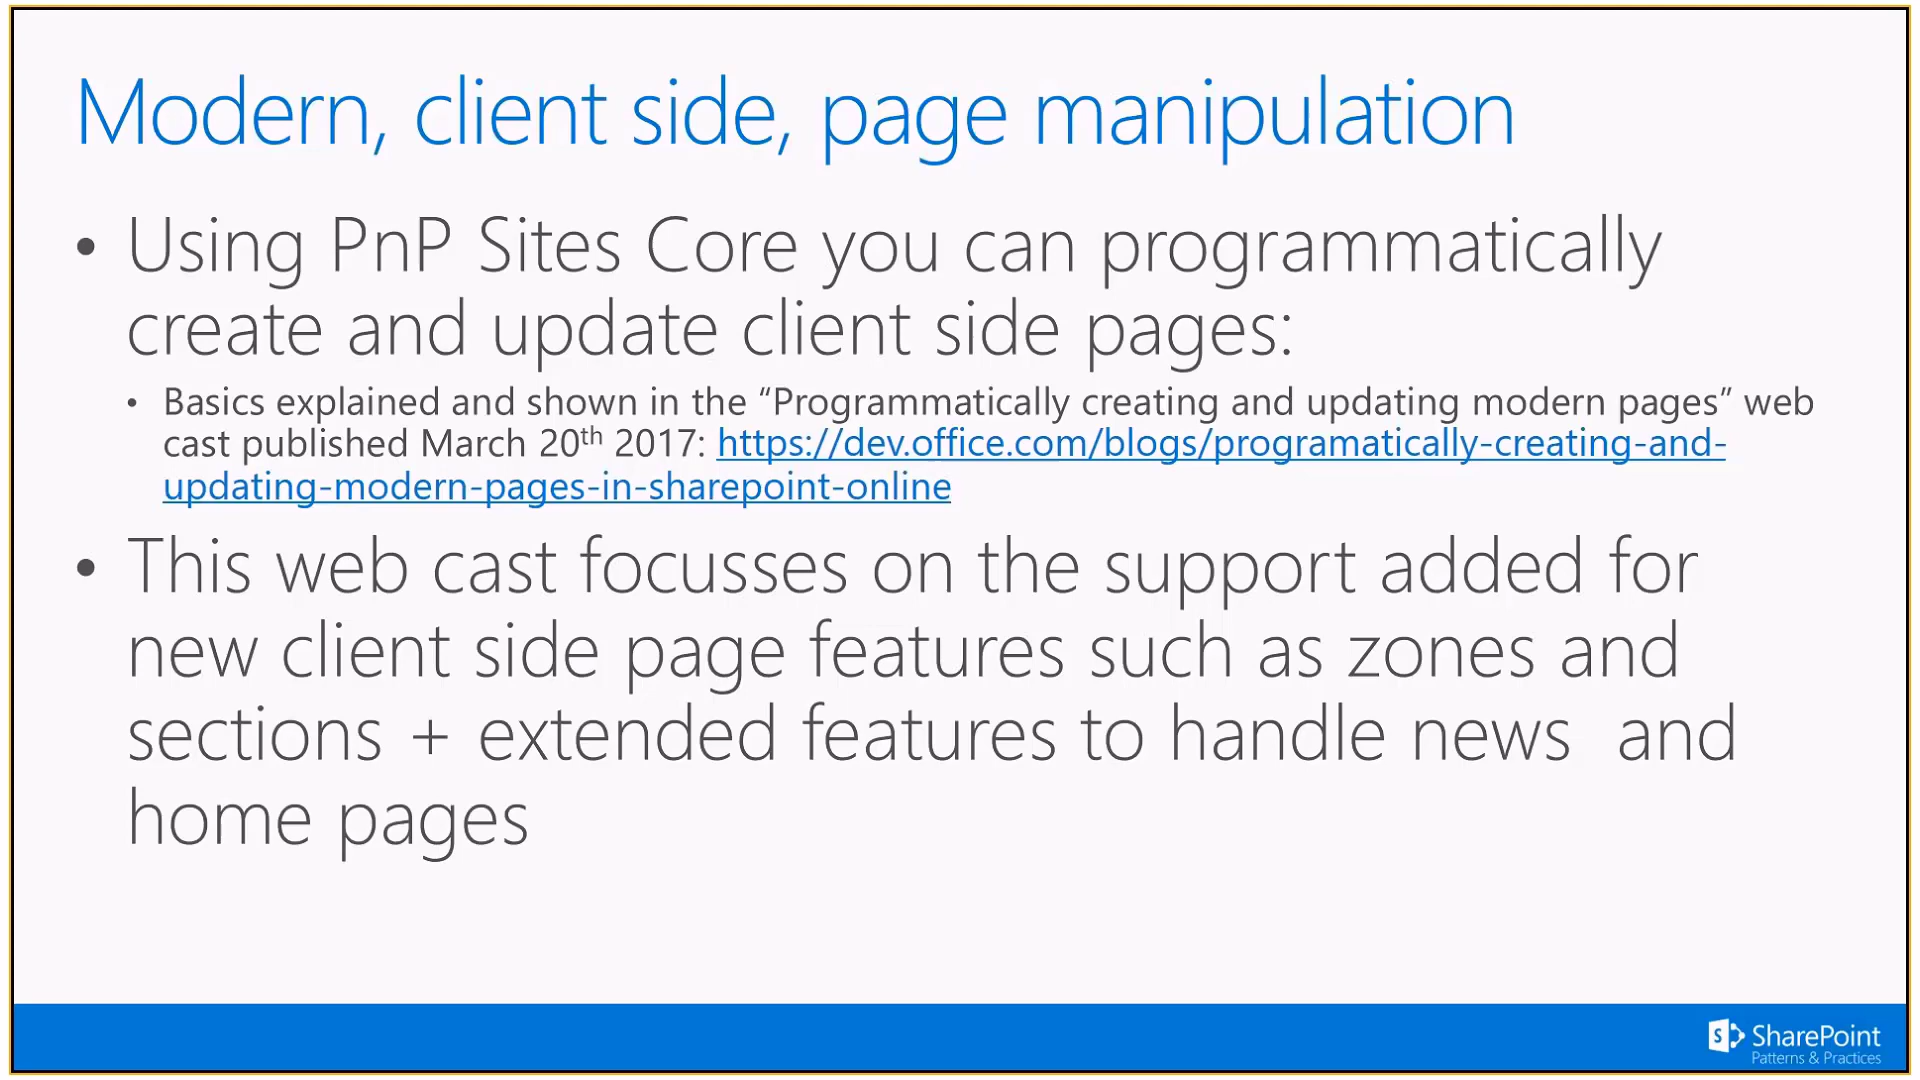 Modern, client side, page manipulation
• Using PnP Sites Core you can programmatically
create and update client side pages:
• Basics explained and shown in the “Programmatically creating and updating modern pages” web
cast published March 20th 2017: https://dev.office.com/blogs/programatically-creating-and-
updating-modern-pages-in-sharepoint-online
• This web cast focusses on the support added for
new client side page features such as zones and
sections + extended features to handle news  and
home pages
S SharePoint
Patterns & Practices